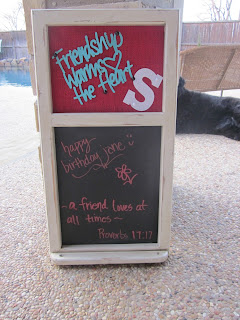 Friendship
Warms
the Heart
S
happy
birthday Jane :)
- a friend loves at
all times -
Proverbs 17:17